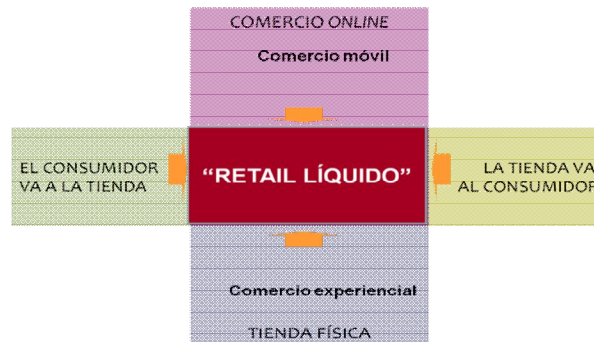 COMERCIO ONLINE
Comercio móvil
EL CONSUMIDOR
VA A LA TIENDA
“RETAIL LÍQUIDO”
LA TIENDA VA
AL CONSUMIDOR
Comercio experiencial
TIENDA FÍSICA